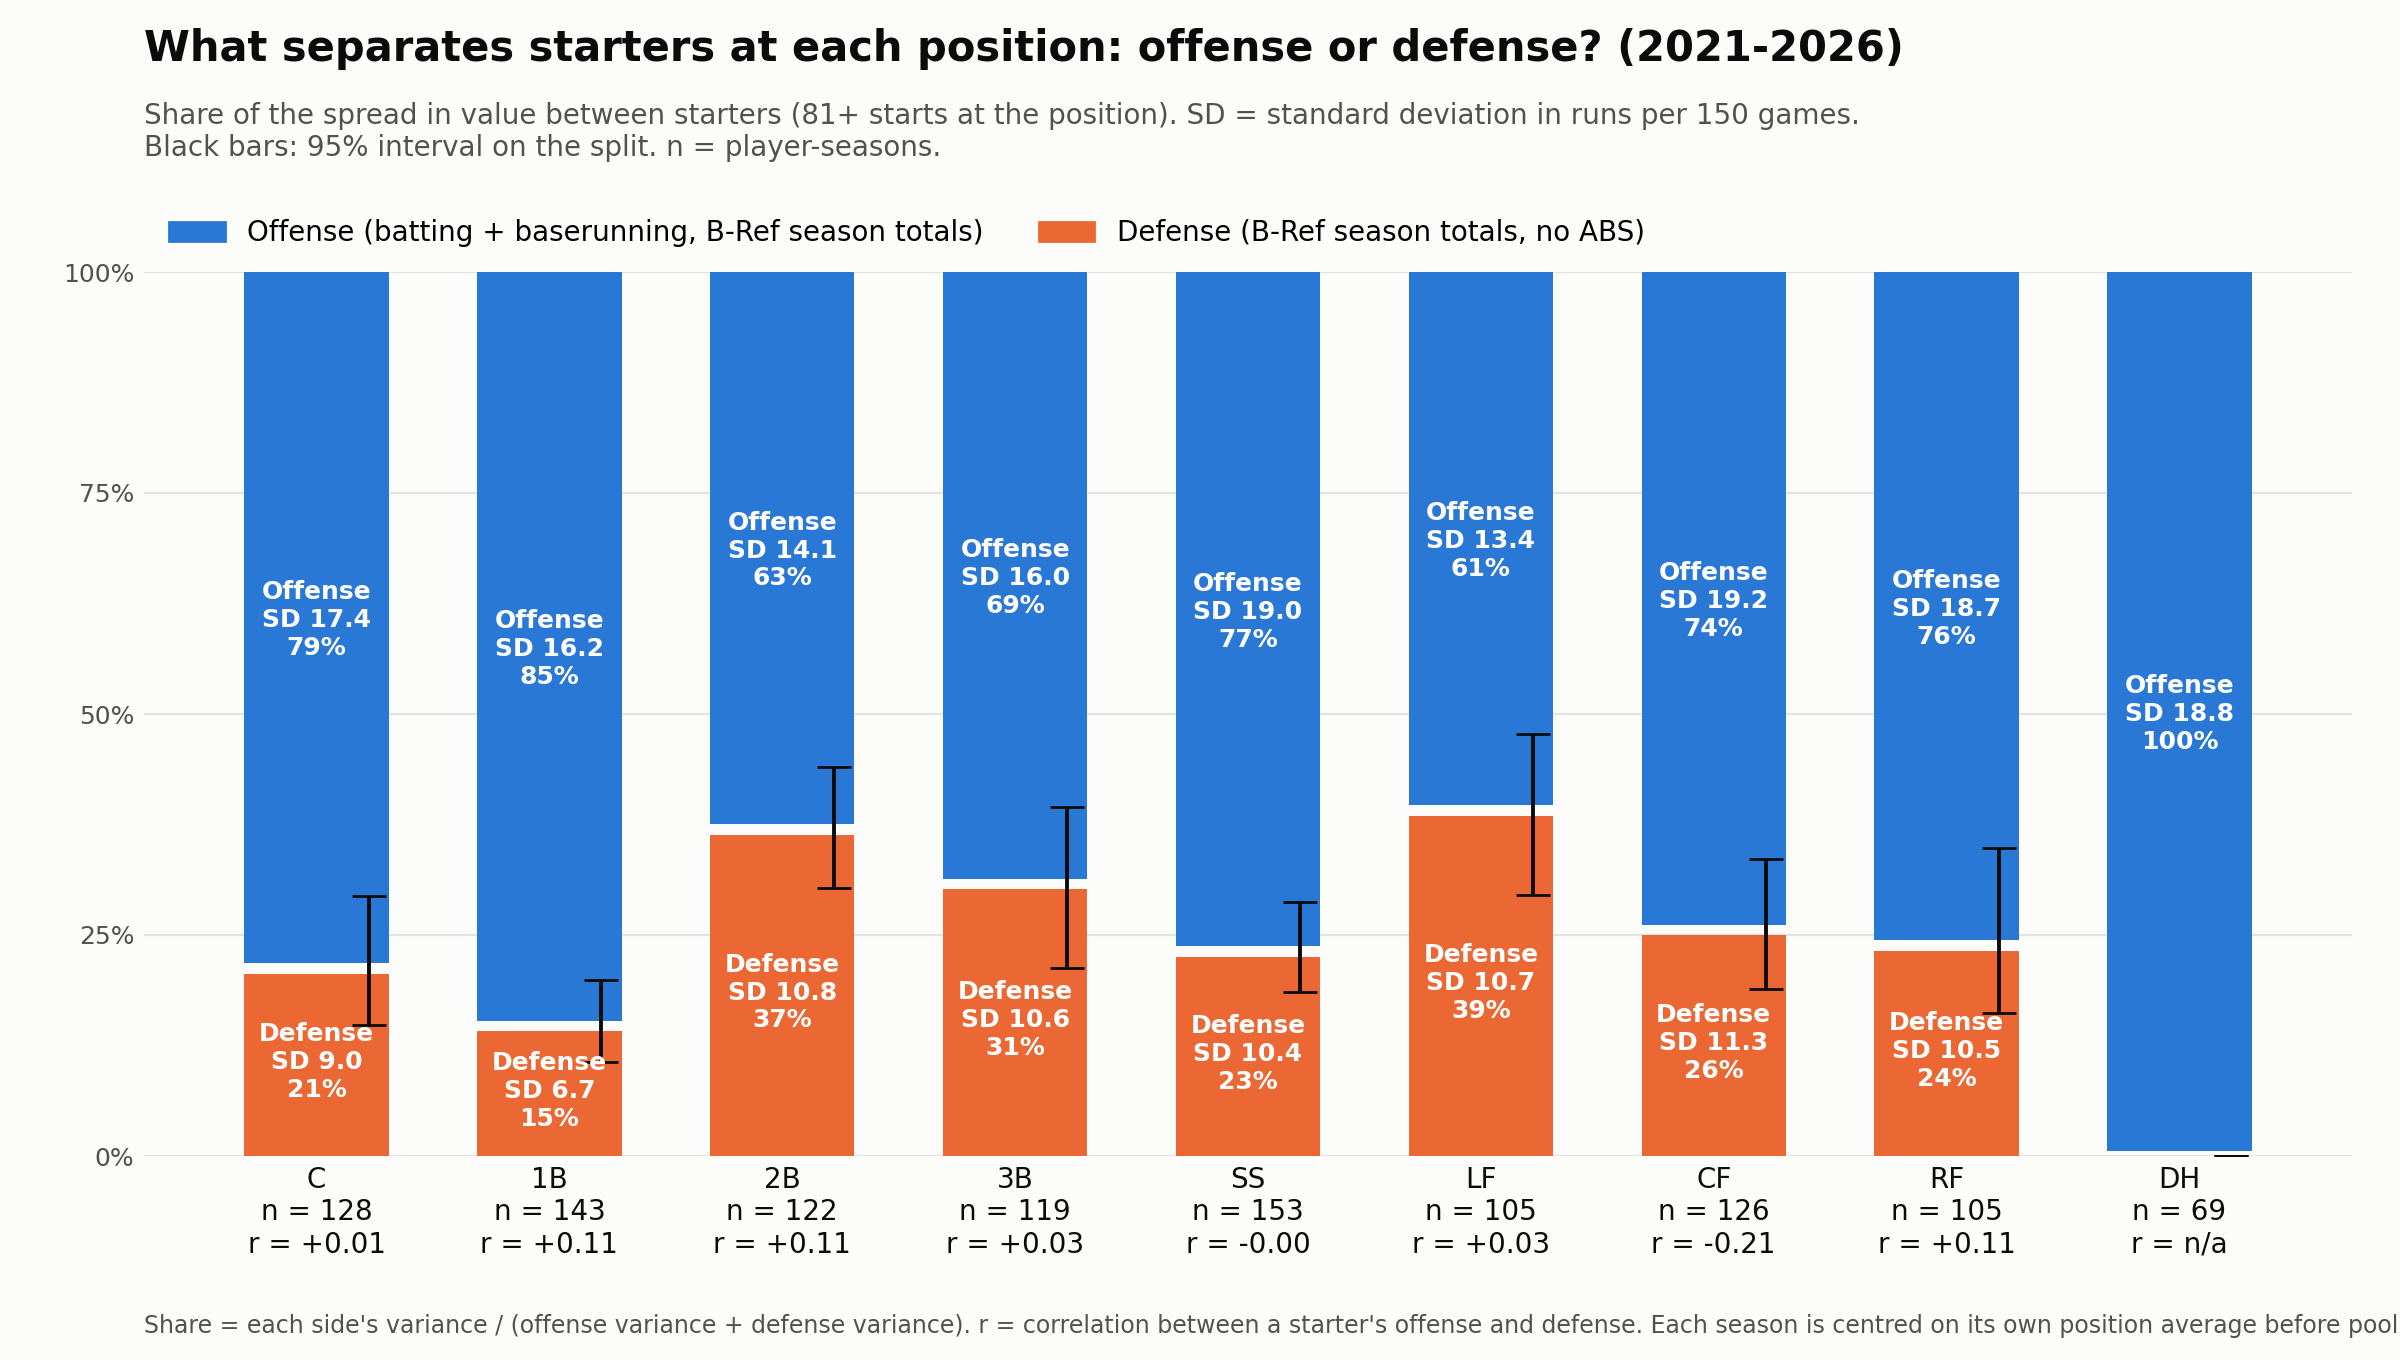 What separates starters at each position: offense or defense? (2021-2026)
Share of the spread in value between starters (81+ starts at the position). SD = standard deviation in runs per 150 games.
Black bars: 95% interval on the split. n = player-seasons.
Offense (batting + baserunning, B-Ref season totals)
Defense (B-Ref season totals, no ABS)
100%
75%
50%
25%
0%
Offense
SD 17.4
79%
Defense
SD 9.0
21%
Offense
SD 16.2
85%
Defense
SD 6.7
15%
Offense
SD 14.1
63%
Defense
SD 10.8
37%
Offense
SD 16.0
69%
Defense
SD 10.6
31%
Offense
SD 19.0
77%
Defense
SD 10.4
23%
Offense
SD 13.4
61%
Defense
SD 10.7
39%
Offense
SD 19.2
74%
Defense
SD 11.3
26%
Offense
SD 18.7
76%
Defense
SD 10.5
24%
Offense
SD 18.8
100%
C
n = 128
r = +0.01
1B
n = 143
r = +0.11
2B
n = 122
r = +0.11
3B
n = 119
r = +0.03
SS
n = 153
r = -0.00
LF
n = 105
r = +0.03
CF
n = 126
r = -0.21
RF
n = 105
r = +0.11
DH
n = 69
r = n/a
Share = each side's variance / (offense variance + defense variance). r = correlation between a starter's offense and defense. Each season is centred on its own position average before pool